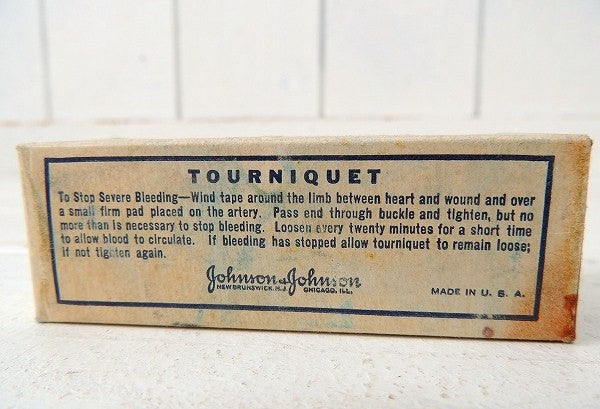 TOURNIQUET
To Stop Severe Bleeding—Wind tape around the limb between heart and wound and over
a small firm pad placed on the artery. Pass end through buckle and tighten, but no
more than is necessary to stop bleeding. Loosen every twenty minutes for a short time
to allow blood to circulate. If bleeding has stopped allow tourniquet to remain loose;
if not tighten again.
Johnson & Johnson
NEW BRUNSWICK, N.J. CHICAGO, ILL.
MADE IN U. S. A.